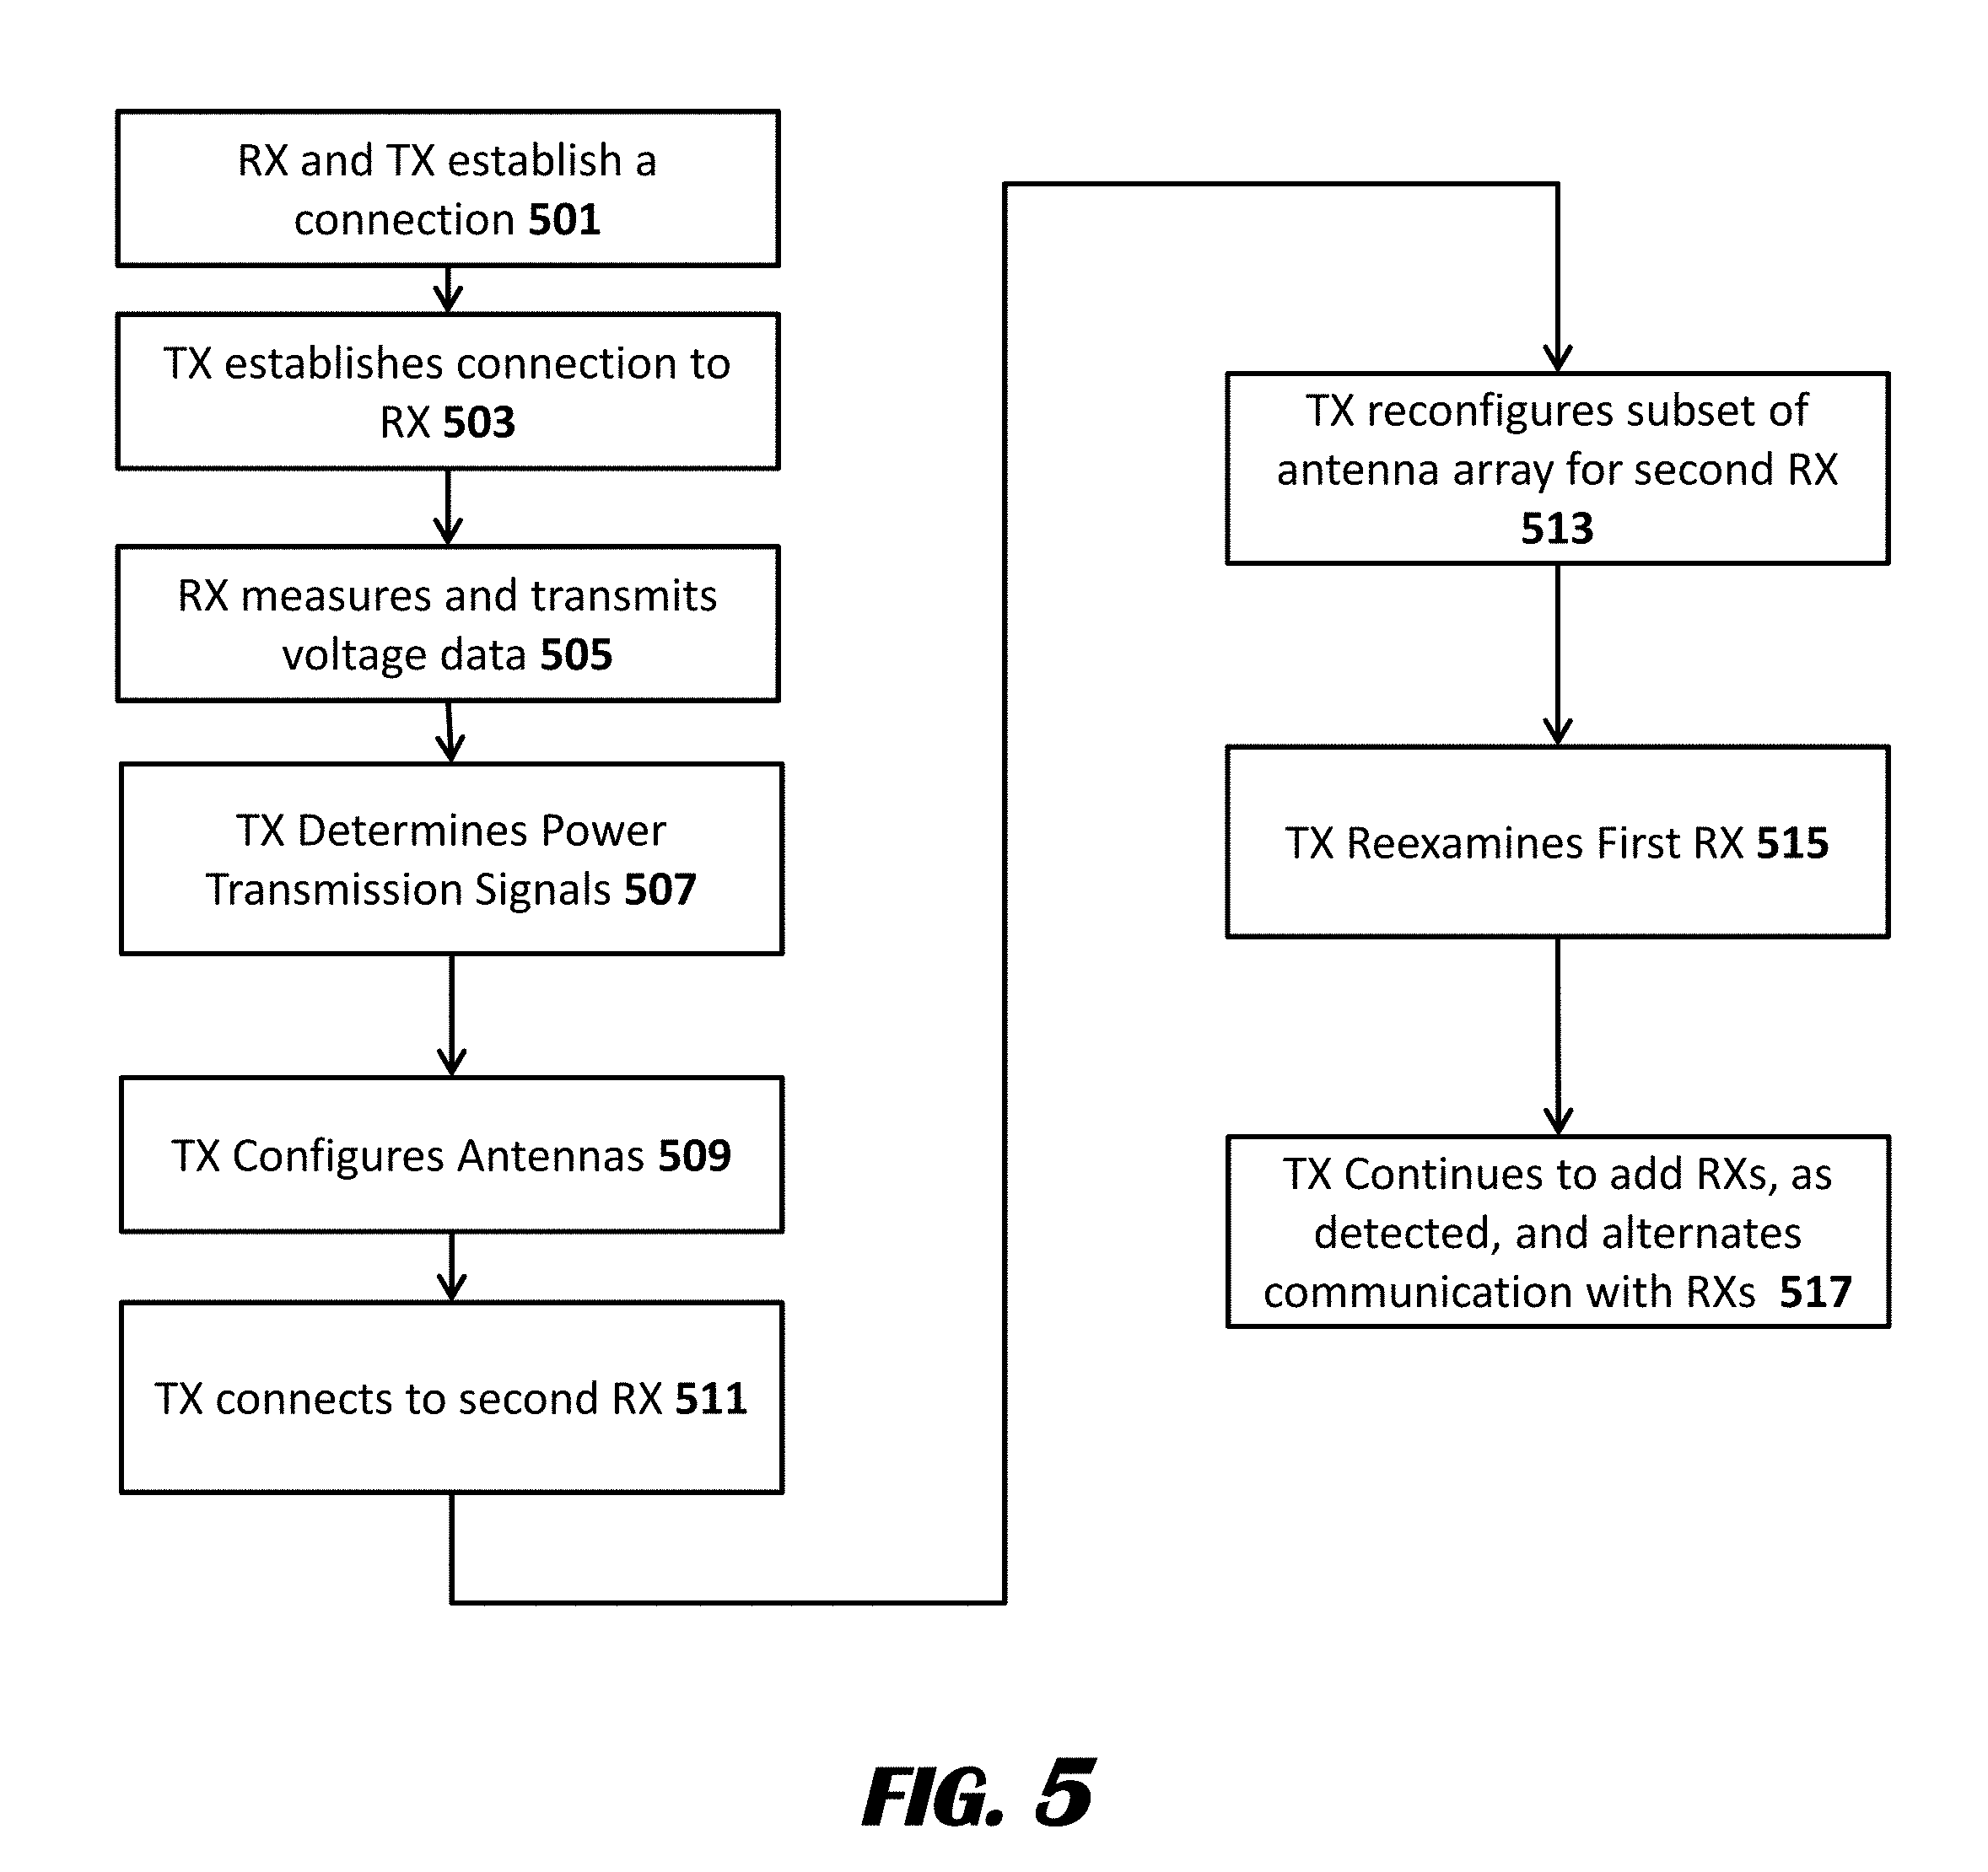 RX and TX establish a
connection 501
TX establishes connection to
RX 503
RX measures and transmits
voltage data 505
TX Determines Power
Transmission Signals 507
TX Configures Antennas 509
TX connects to second RX 511
TX reconfigures subset of
antenna array for second RX
513
TX Reexamines First RX 515
TX Continues to add RXs, as
detected, and alternates
communication with RXs 517
FIG. 5